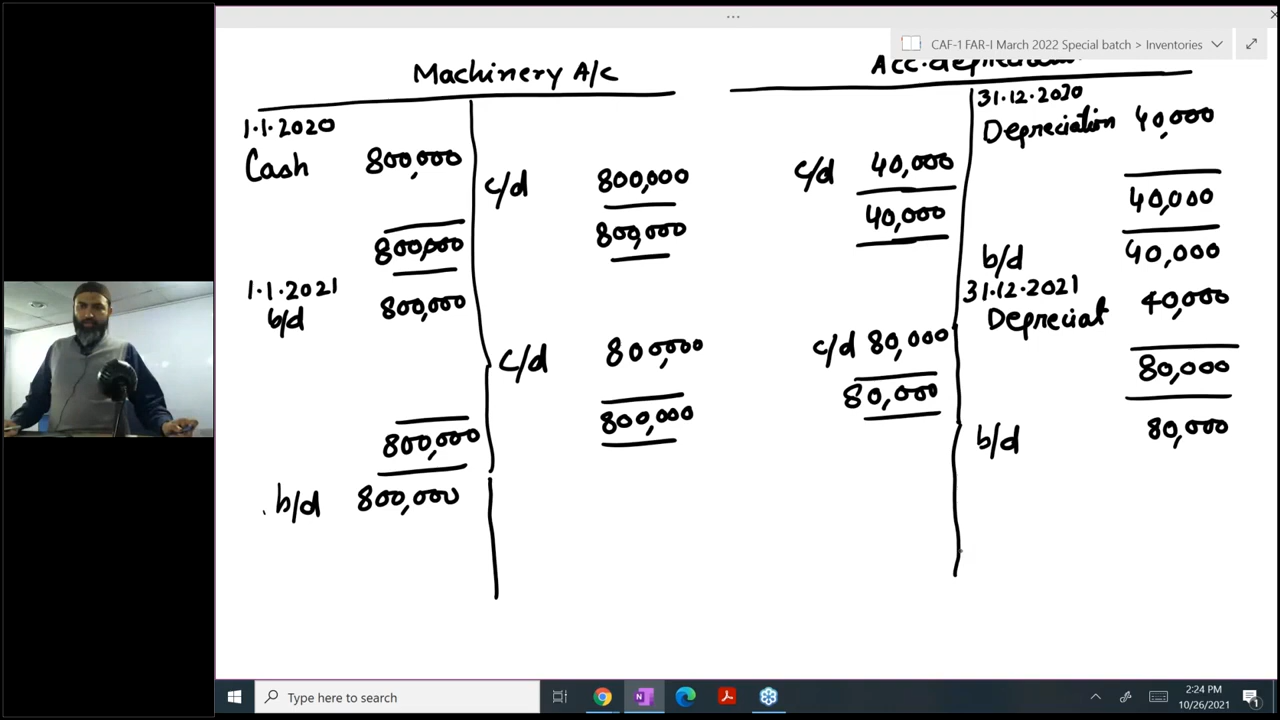 CAF-1 FAR-I March 2022 Special batch > Inventories
Machinery A/c
1.1.2020
Cash 800,000
c/d 800,000
800,000 800,000
1.1.2021
b/d 800,000
c/d 800,000
800,000 800,000
b/d 800,000
Acc.depreciation
31.12.2020
Depreciation 40,000
c/d 40,000
40,000 40,000
b/d 40,000
31.12.2021
Depreciat 40,000
c/d 80,000
80,000 80,000
b/d 80,000
Type here to search
2:24 PM
10/26/2021
1